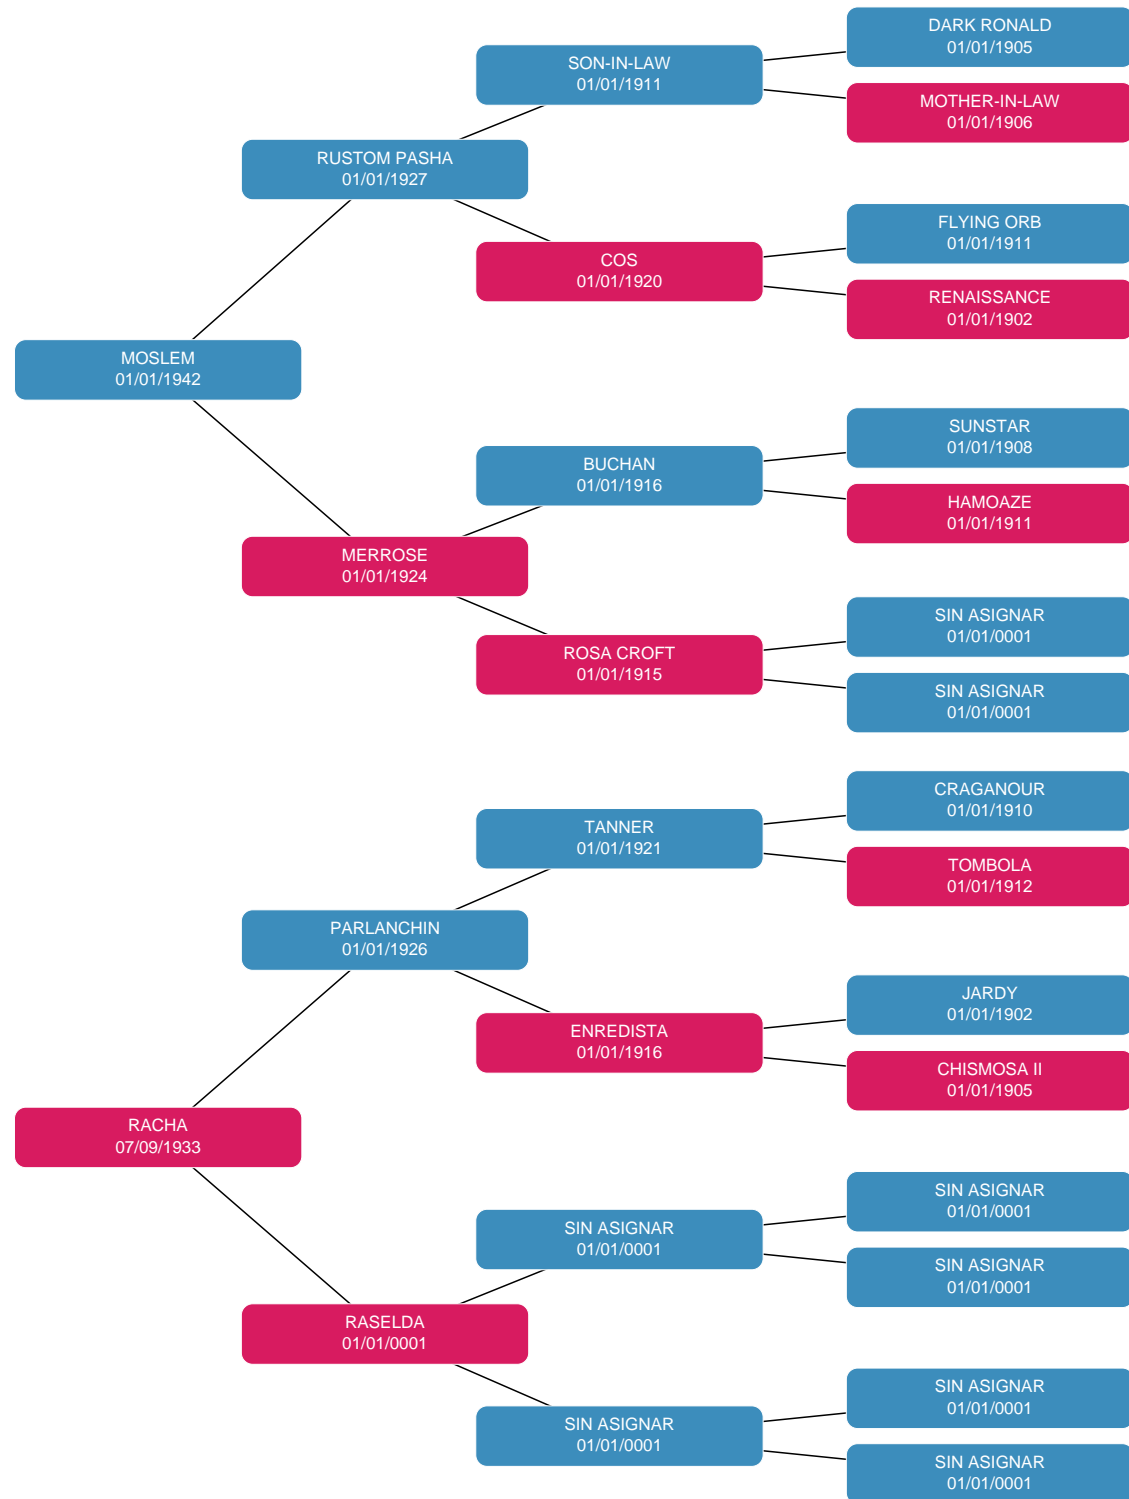 DARK RONALD
01/01/1905
SON-IN-LAW
01/01/1911
MOTHER-IN-LAW
01/01/1906
RUSTOM PASHA
01/01/1927
FLYING ORB
01/01/1911
COS
01/01/1920
RENAISSANCE
01/01/1902
MOSLEM
01/01/1942
SUNSTAR
01/01/1908
BUCHAN
01/01/1916
HAMOAZE
01/01/1911
MERROSE
01/01/1924
SIN ASIGNAR
01/01/0001
ROSA CROFT
01/01/1915
SIN ASIGNAR
01/01/0001
CRAGANOUR
01/01/1910
TANNER
01/01/1921
TOMBOLA
01/01/1912
PARLANCHIN
01/01/1926
JARDY
01/01/1902
ENREDISTA
01/01/1916
CHISMOSA II
01/01/1905
RACHA
07/09/1933
SIN ASIGNAR
01/01/0001
SIN ASIGNAR
01/01/0001
SIN ASIGNAR
01/01/0001
RASELDA
01/01/0001
SIN ASIGNAR
01/01/0001
SIN ASIGNAR
01/01/0001
SIN ASIGNAR
01/01/0001